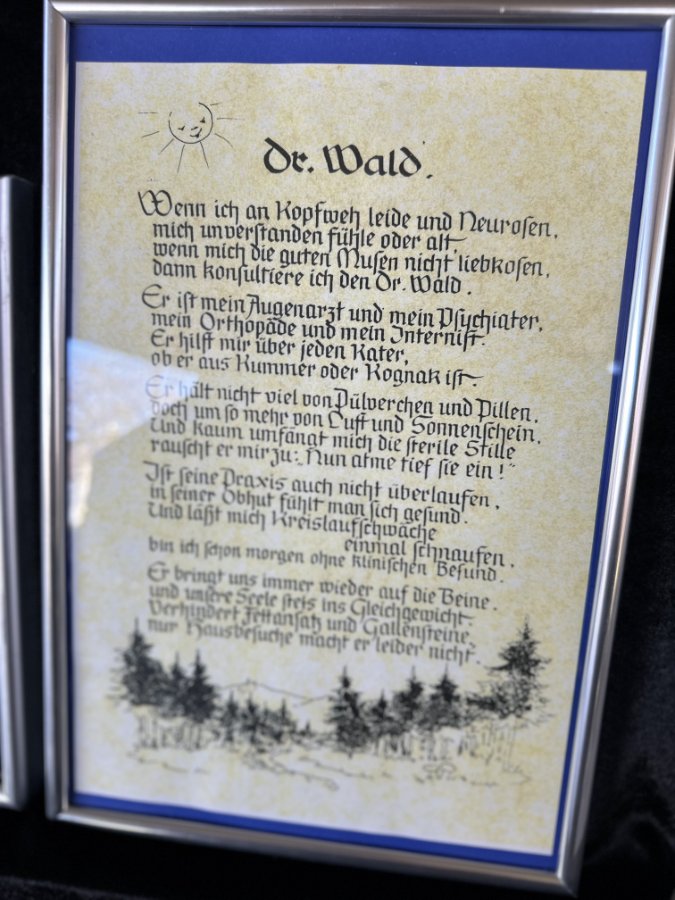 Dr. Wald.
Wenn ich an Kopfweh leide und Neurosen,
mich unverstanden fühle oder alt,
wenn mich die guten Musen nicht liebkosen,
dann konsultiere ich den Dr. Wald.
Er ist mein Augenarzt und mein Psychiater,
mein Orthopäde und mein Internist.
Er hilft mir über jeden Kater,
ob er aus Kummer oder Kognak ist.
Er hält nicht viel von Pülverchen und Pillen,
doch um so mehr von Luft und Sonnenschein.
Und kaum umfängt mich die sterile Stille
rauscht er mir zu: „Nun atme tief sie ein!"
Ist seine Praxis auch nicht überlaufen,
in seiner Obhut fühlt man sich gesund.
Und läßt mich Kreislaufschwäche
einmal schnaufen,
bin ich schon morgen ohne klinischen Befund.
Er bringt uns immer wieder auf die Beine,
und unsere Seele stets ins Gleichgewicht.
Verhindert Fettansatz und Gallensteine,
nur Hausbesuche macht er leider nicht.